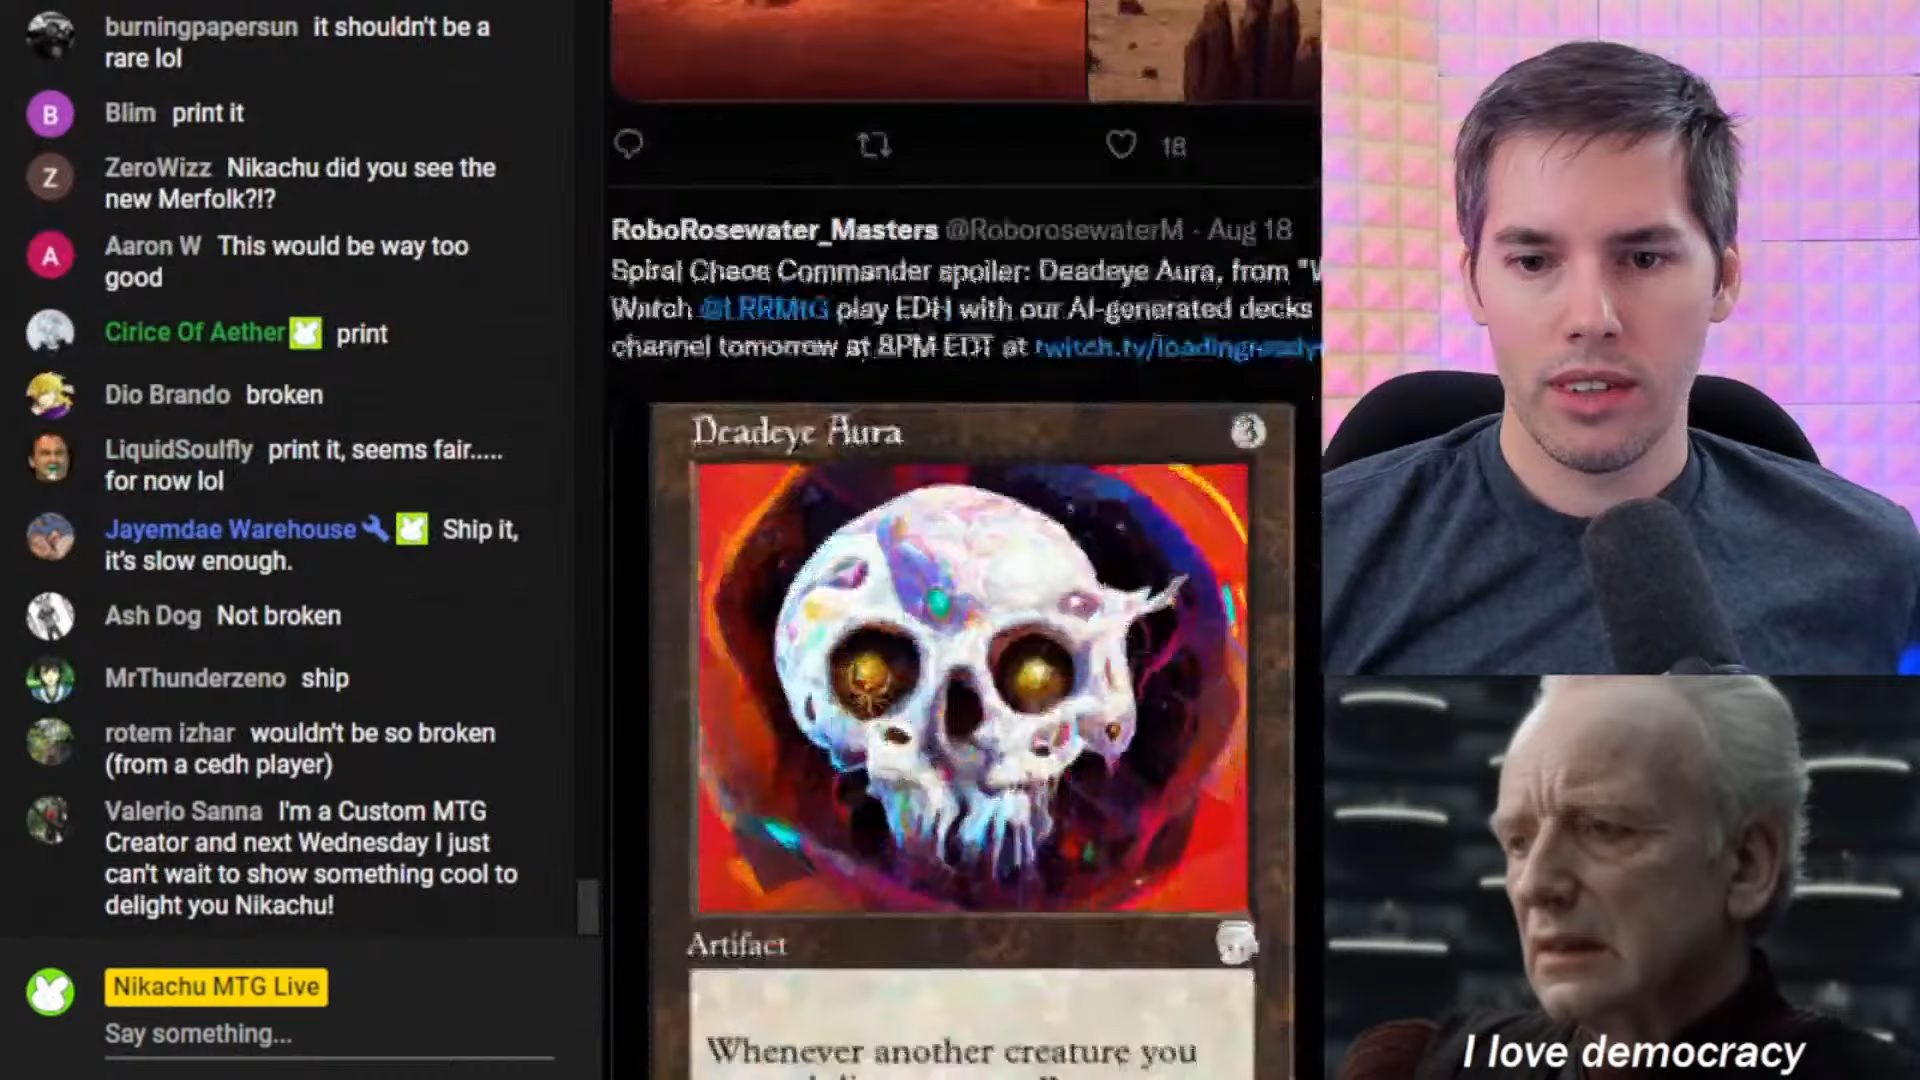 burningpapersun it shouldn't be a
rare lol
B
Blim print it
Z
ZeroWizz Nikachu did you see the
new Merfolk?!?
A
Aaron W This would be way too
good
Cirice Of Aether print
Dio Brando broken
LiquidSoulfly print it, seems fair.....
for now lol
Jayemdae Warehouse Ship it,
it's slow enough.
Ash Dog Not broken
MrThunderzeno ship
rotem izhar wouldn't be so broken
(from a cedh player)
Valerio Sanna I'm a Custom MTG
Creator and next Wednesday I just
can't wait to show something cool to
delight you Nikachu!
Nikachu MTG Live
Say something...
18
RoboRosewater_Masters @RoborosewaterM · Aug 18
Spiral Chaos Commander spoiler: Deadeye Aura, from "
Watch @LRRMtG play EDH with our AI-generated decks
channel tomorrow at 8PM EDT at twitch.tv/loadingready
Deadeye Aura 3
Artifact
Whenever another creature you
I love democracy